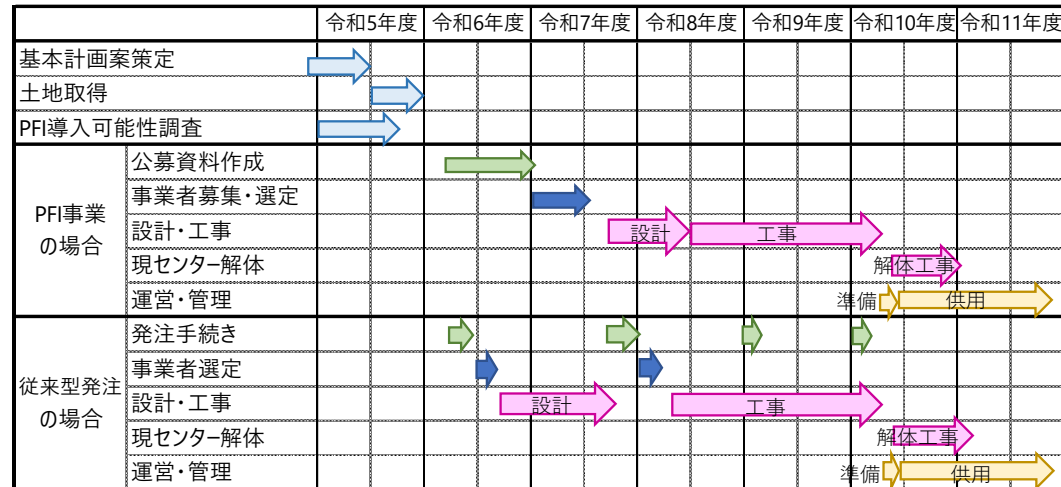 令和5年度 令和6年度 令和7年度 令和8年度 令和9年度 令和10年度 令和11年度
基本計画案策定
土地取得
PFI導入可能性調査
PFI事業
の場合
公募資料作成
事業者募集・選定
設計・工事 設計 工事
現センター解体 解体工事
運営・管理 準備 供用
従来型発注
の場合
発注手続き
事業者選定
設計・工事 設計 工事
現センター解体 解体工事
運営・管理 準備 供用